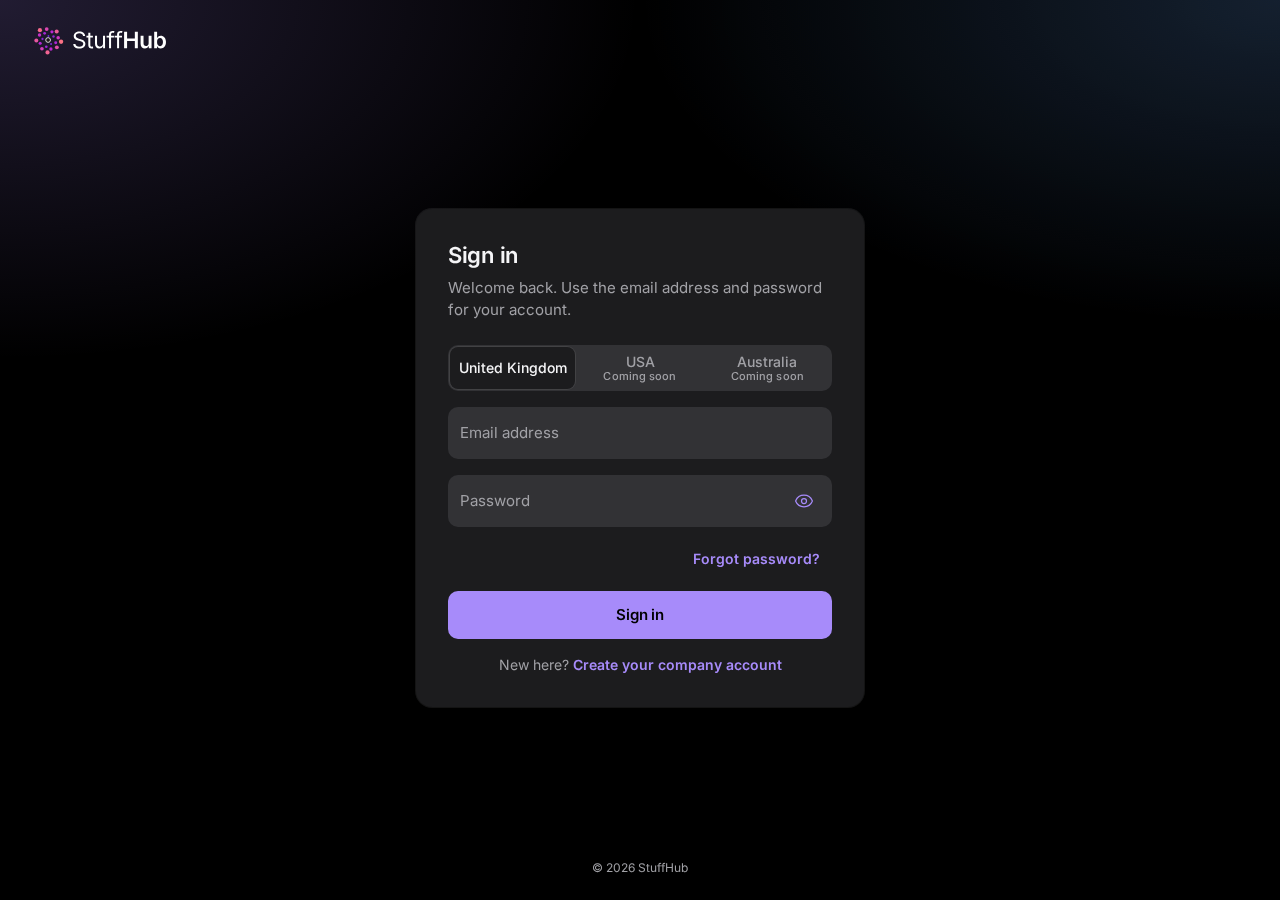 StuffHub
Sign in
Welcome back. Use the email address and password
for your account.
United Kingdom
USA
Coming soon
Australia
Coming soon
Email address
Password
Forgot password?
Sign in
New here? Create your company account
© 2026 StuffHub